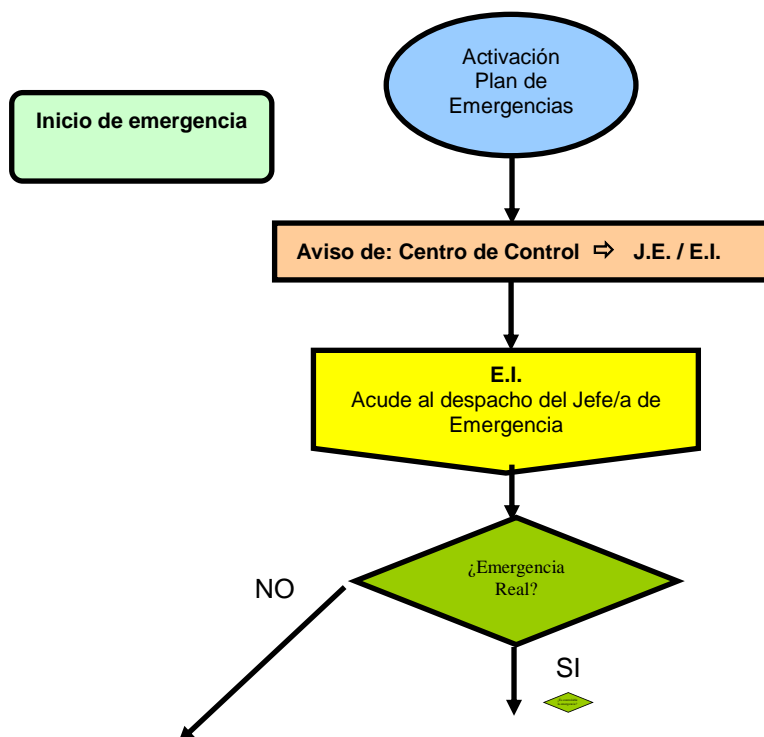 Activación
Plan de
Emergencias
Inicio de emergencia
Aviso de: Centro de Control ⇨ J.E. / E.I.
E.I.
Acude al despacho del Jefe/a de
Emergencia
¿Emergencia
Real?
NO
SI